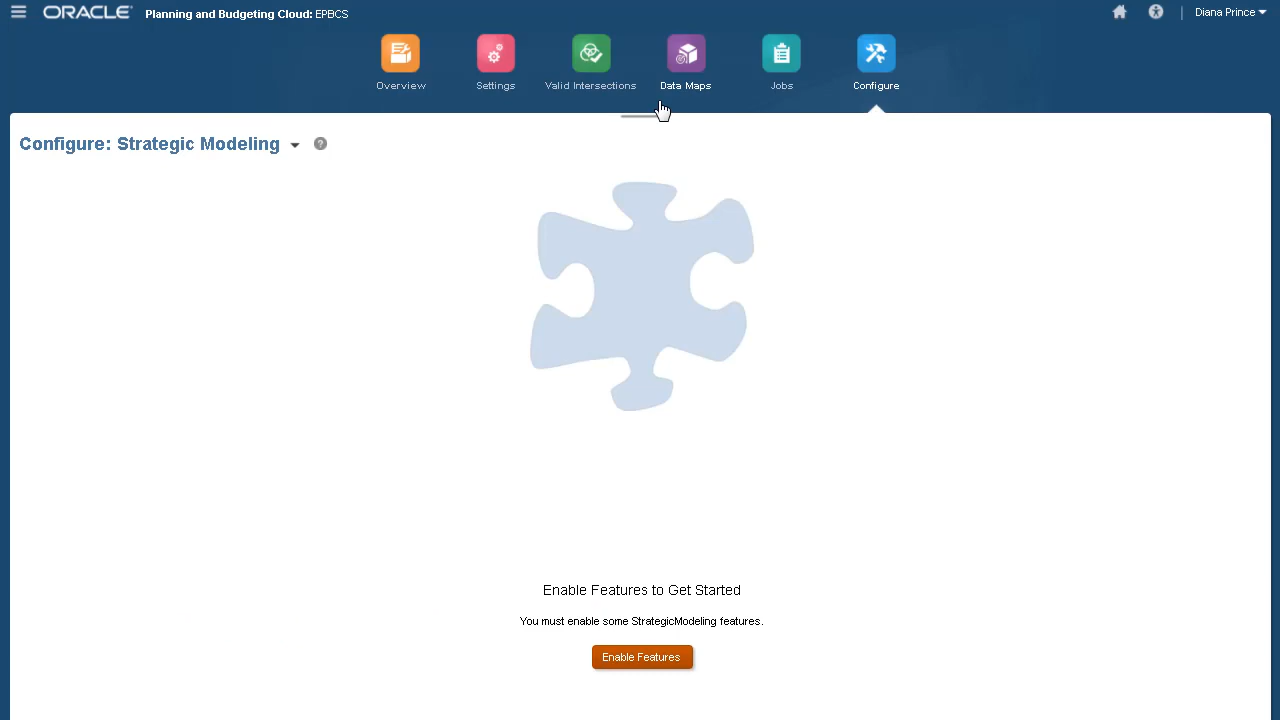 ORACLE Planning and Budgeting Cloud: EPBCS Diana Prince
Overview Settings Valid Intersections Data Maps Jobs Configure
Configure: Strategic Modeling ?
Enable Features to Get Started
You must enable some StrategicModeling features.
Enable Features